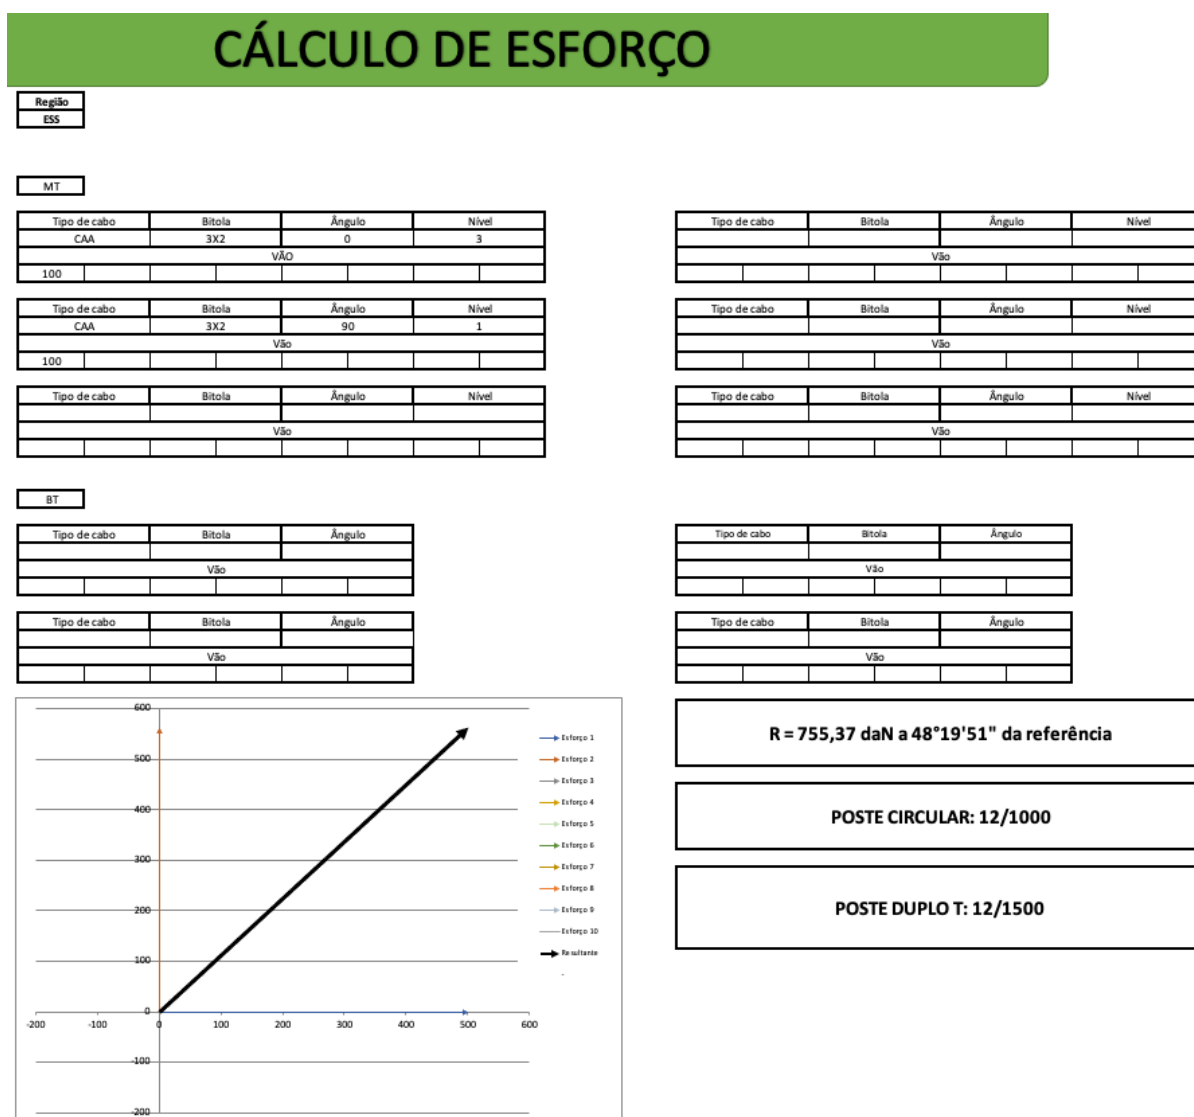 CÁLCULO DE ESFORÇO
Região
ESS
MT
Tipo de cabo Bitola Ângulo Nível
CAA 3X2 0 3
VÃO
100
Tipo de cabo Bitola Ângulo Nível
Vão
Tipo de cabo Bitola Ângulo Nível
CAA 3X2 90 1
Vão
100
Tipo de cabo Bitola Ângulo Nível
Vão
Tipo de cabo Bitola Ângulo Nível
Vão
Tipo de cabo Bitola Ângulo Nível
Vão
BT
Tipo de cabo Bitola Ângulo
Vão
Tipo de cabo Bitola Ângulo
Vão
Tipo de cabo Bitola Ângulo
Vão
Tipo de cabo Bitola Ângulo
Vão
600
500
400
300
200
100
0
-100
-200
-200 -100 0 100 200 300 400 500 600
Esforço 1
Esforço 2
Esforço 3
Esforço 4
Esforço 5
Esforço 6
Esforço 7
Esforço 8
Esforço 9
Esforço 10
Resultante
R = 755,37 daN a 48°19'51" da referência
POSTE CIRCULAR: 12/1000
POSTE DUPLO T: 12/1500